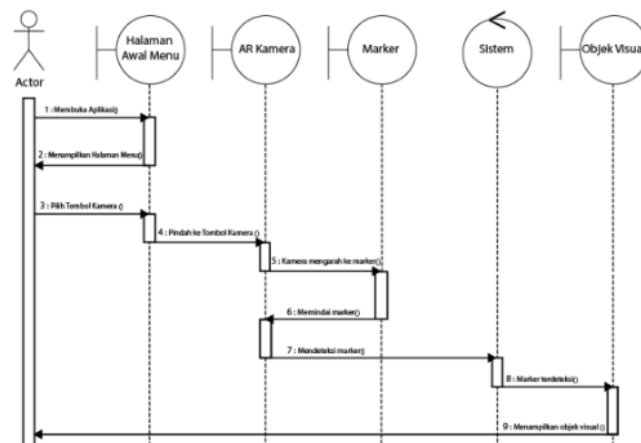 Halaman
Awal Menu
AR Kamera
Marker
Sistem
Objek Visual
Actor
1 : Membuka Aplikasi()
2 : Menampilkan Halaman Menu()
3 : Pilih Tombol Kamera ()
4 : Pindah ke Tombol Kamera ()
5 : Kamera mengarah ke marker()
6 : Memindai marker()
7 : Mendeteksi marker()
8 : Marker terdeteksi()
9 : Menampilkan objek visual ()